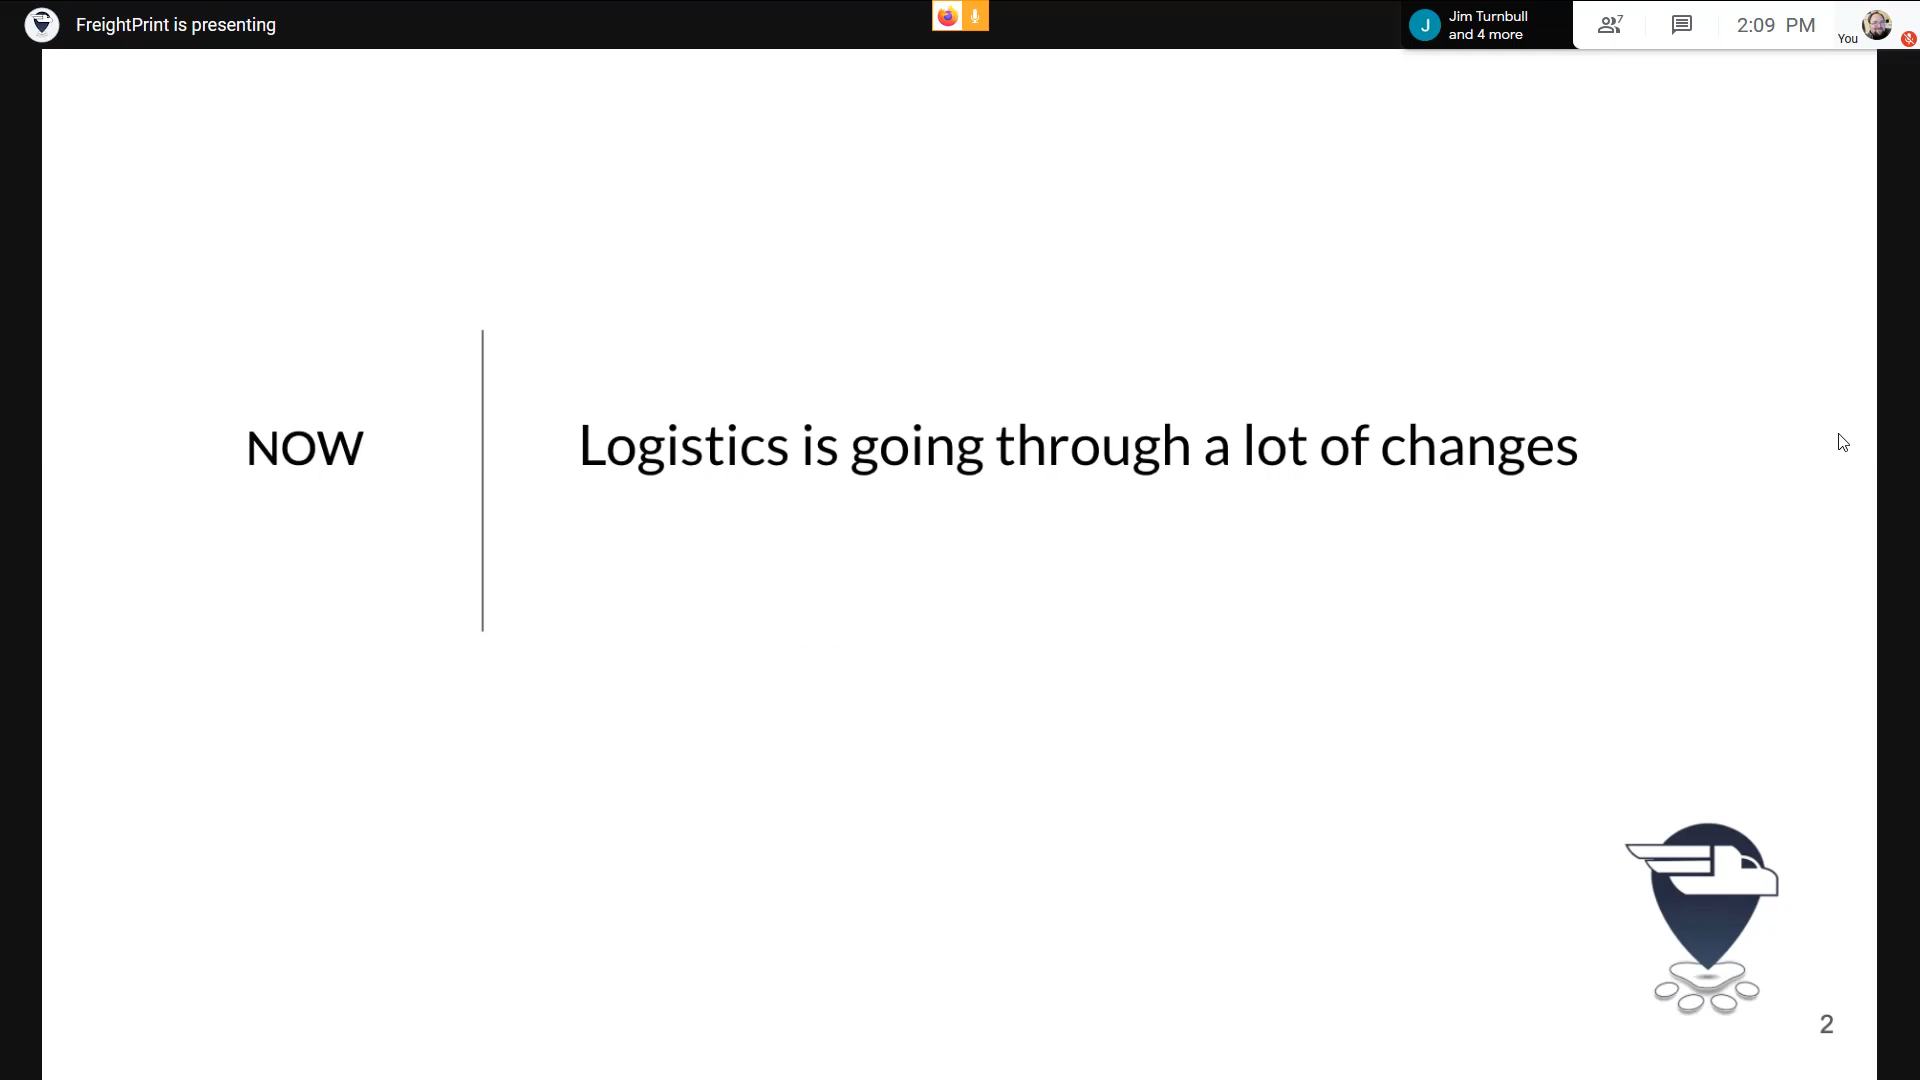 FreightPrint is presenting
J
Jim Turnbull
and 4 more
7
2:09 PM
You
NOW
Logistics is going through a lot of changes
2